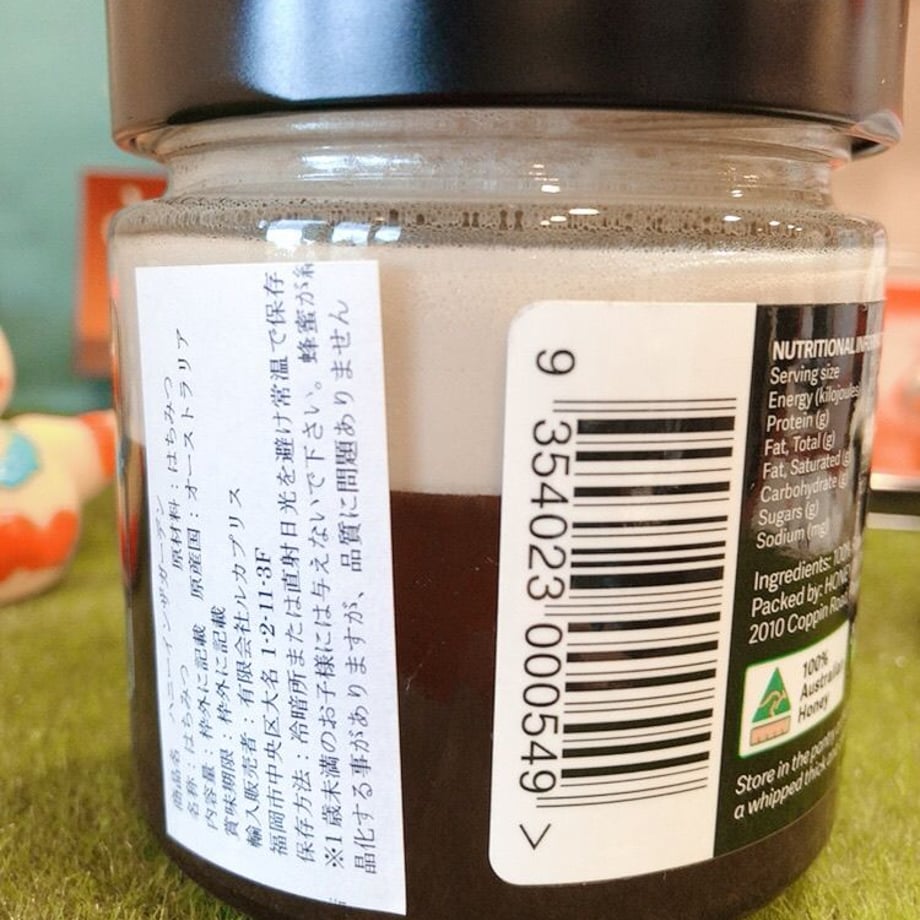 商品名 ハニーインザガーデン
名称:はちみつ 原材料:はちみつ
内容量:枠外に記載 原産国:オーストラリア
賞味期限:枠外に記載
輸入販売者:有限会社ルカプリス
福岡市中央区大名 1-2-11-3F
保存方法:冷暗所または直射日光を避け常温で保存
※1歳未満のお子様には与えないで下さい。蜂蜜が結
晶化する事がありますが、品質に問題ありません
9 354023 000549 >
NUTRITIONAL
Serving size
Energy (kilojoules)
Protein (g)
Fat, Total (g)
Fat, Saturated (g)
Carbohydrate (g)
Sugars (g)
Sodium (mg)
Ingredients: 100%
Packed by: HONEY
2010 Coppin Road,
100%
Australian
Honey
Store in the pantry
a whipped thick